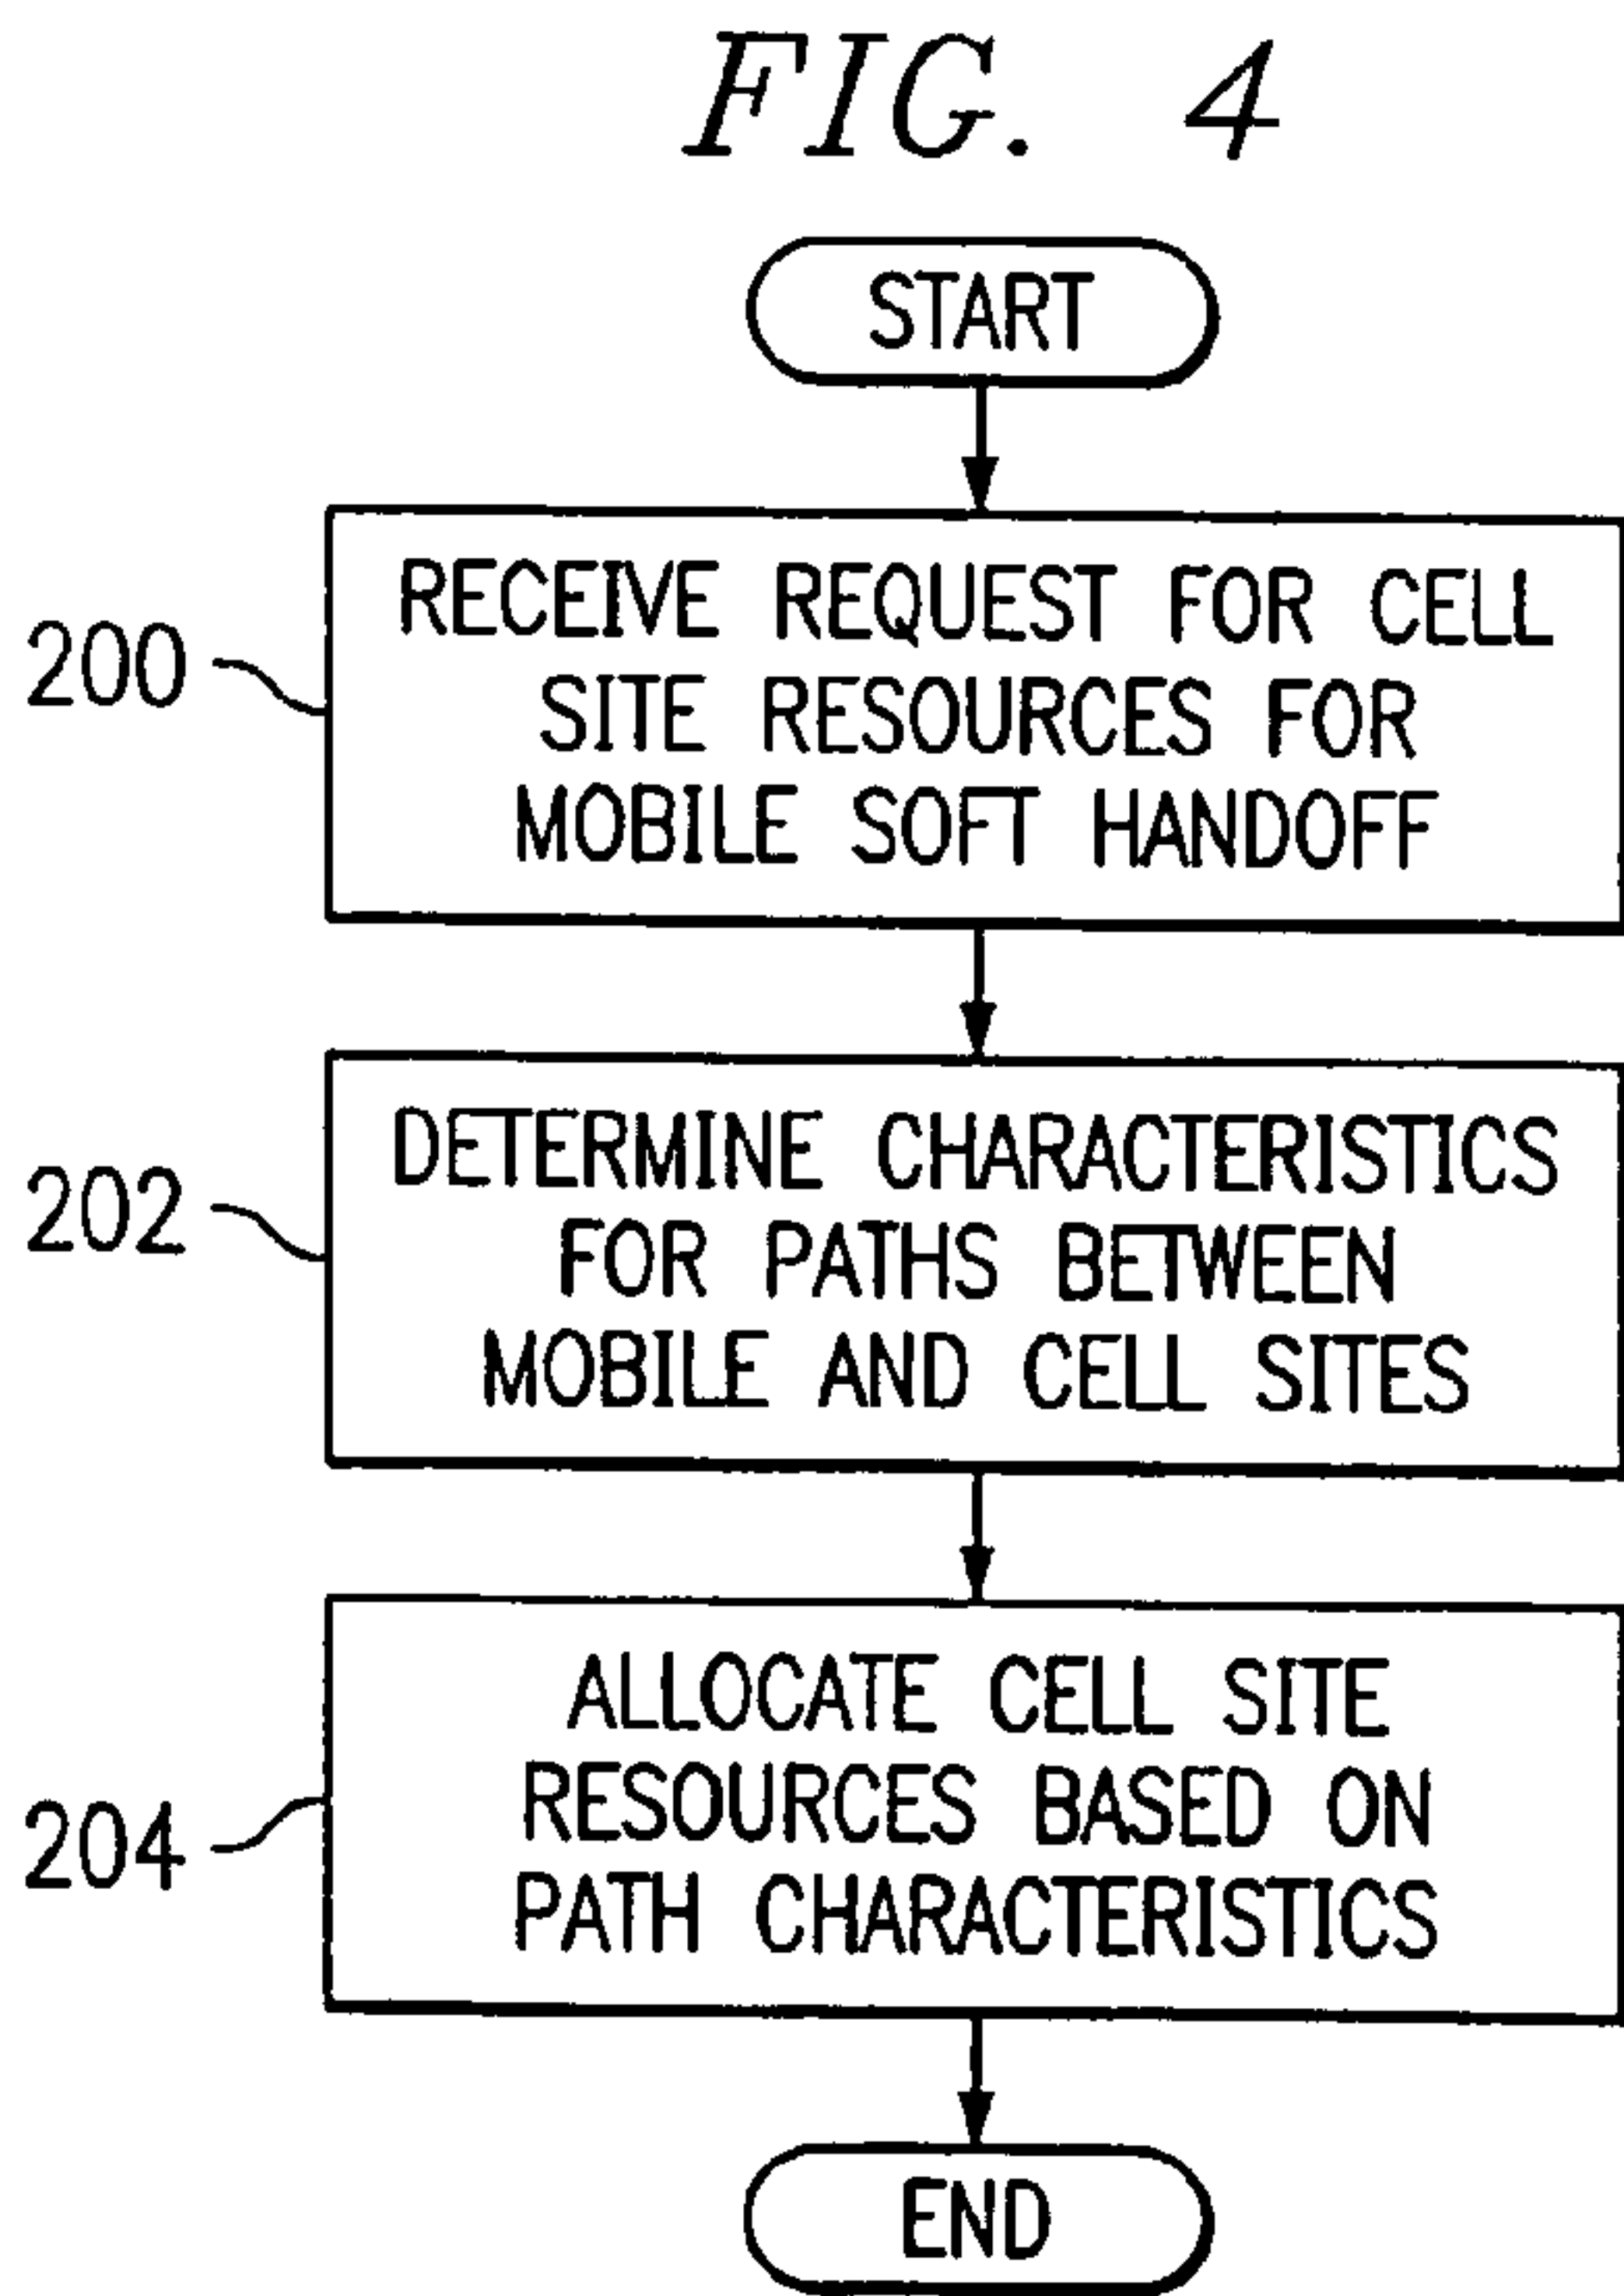 FIG. 4
START
200
RECEIVE REQUEST FOR CELL
SITE RESOURCES FOR
MOBILE SOFT HANDOFF
202
DETERMINE CHARACTERISTICS
FOR PATHS BETWEEN
MOBILE AND CELL SITES
204
ALLOCATE CELL SITE
RESOURCES BASED ON
PATH CHARACTERISTICS
END